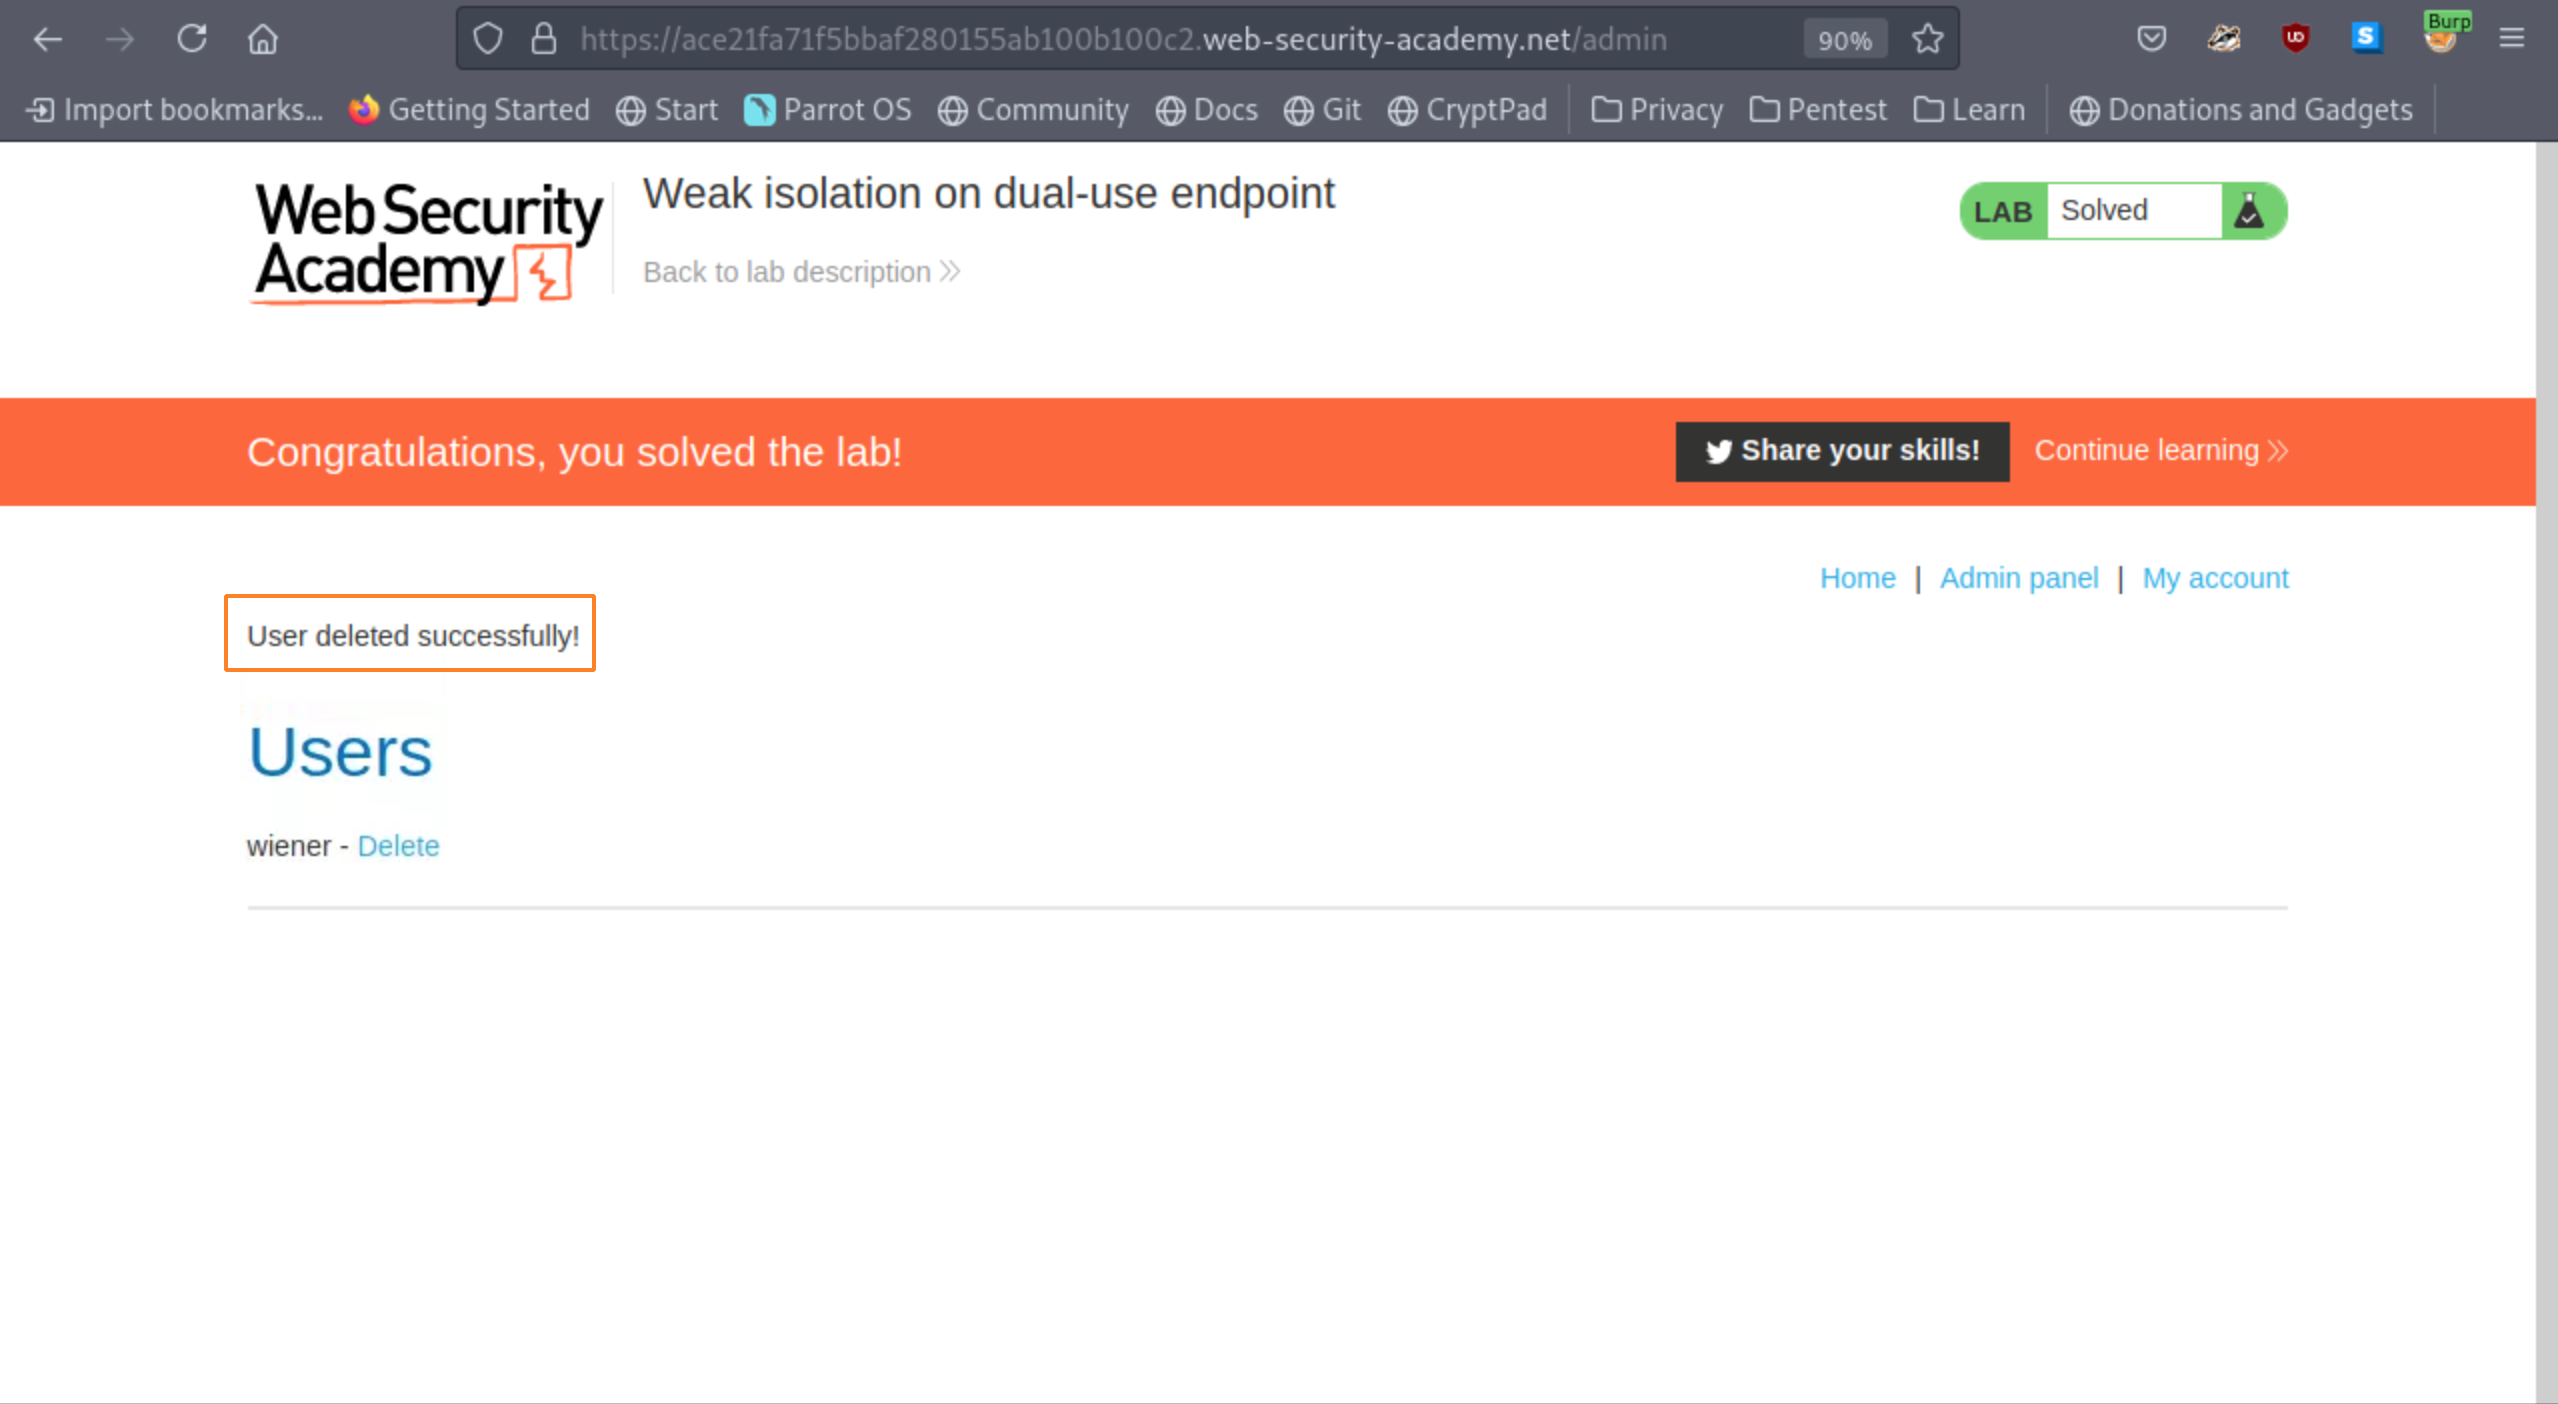 Burp
https://ace21fa71f5bbaf280155ab100b100c2.web-security-academy.net/admin 90%
Import bookmarks... Getting Started Start Parrot OS Community Docs Git CryptPad Privacy Pentest Learn Donations and Gadgets
Web Security
Academy
Weak isolation on dual-use endpoint
Back to lab description
LAB Solved
Congratulations, you solved the lab!
Share your skills! Continue learning
Home | Admin panel | My account
User deleted successfully!
Users
wiener - Delete